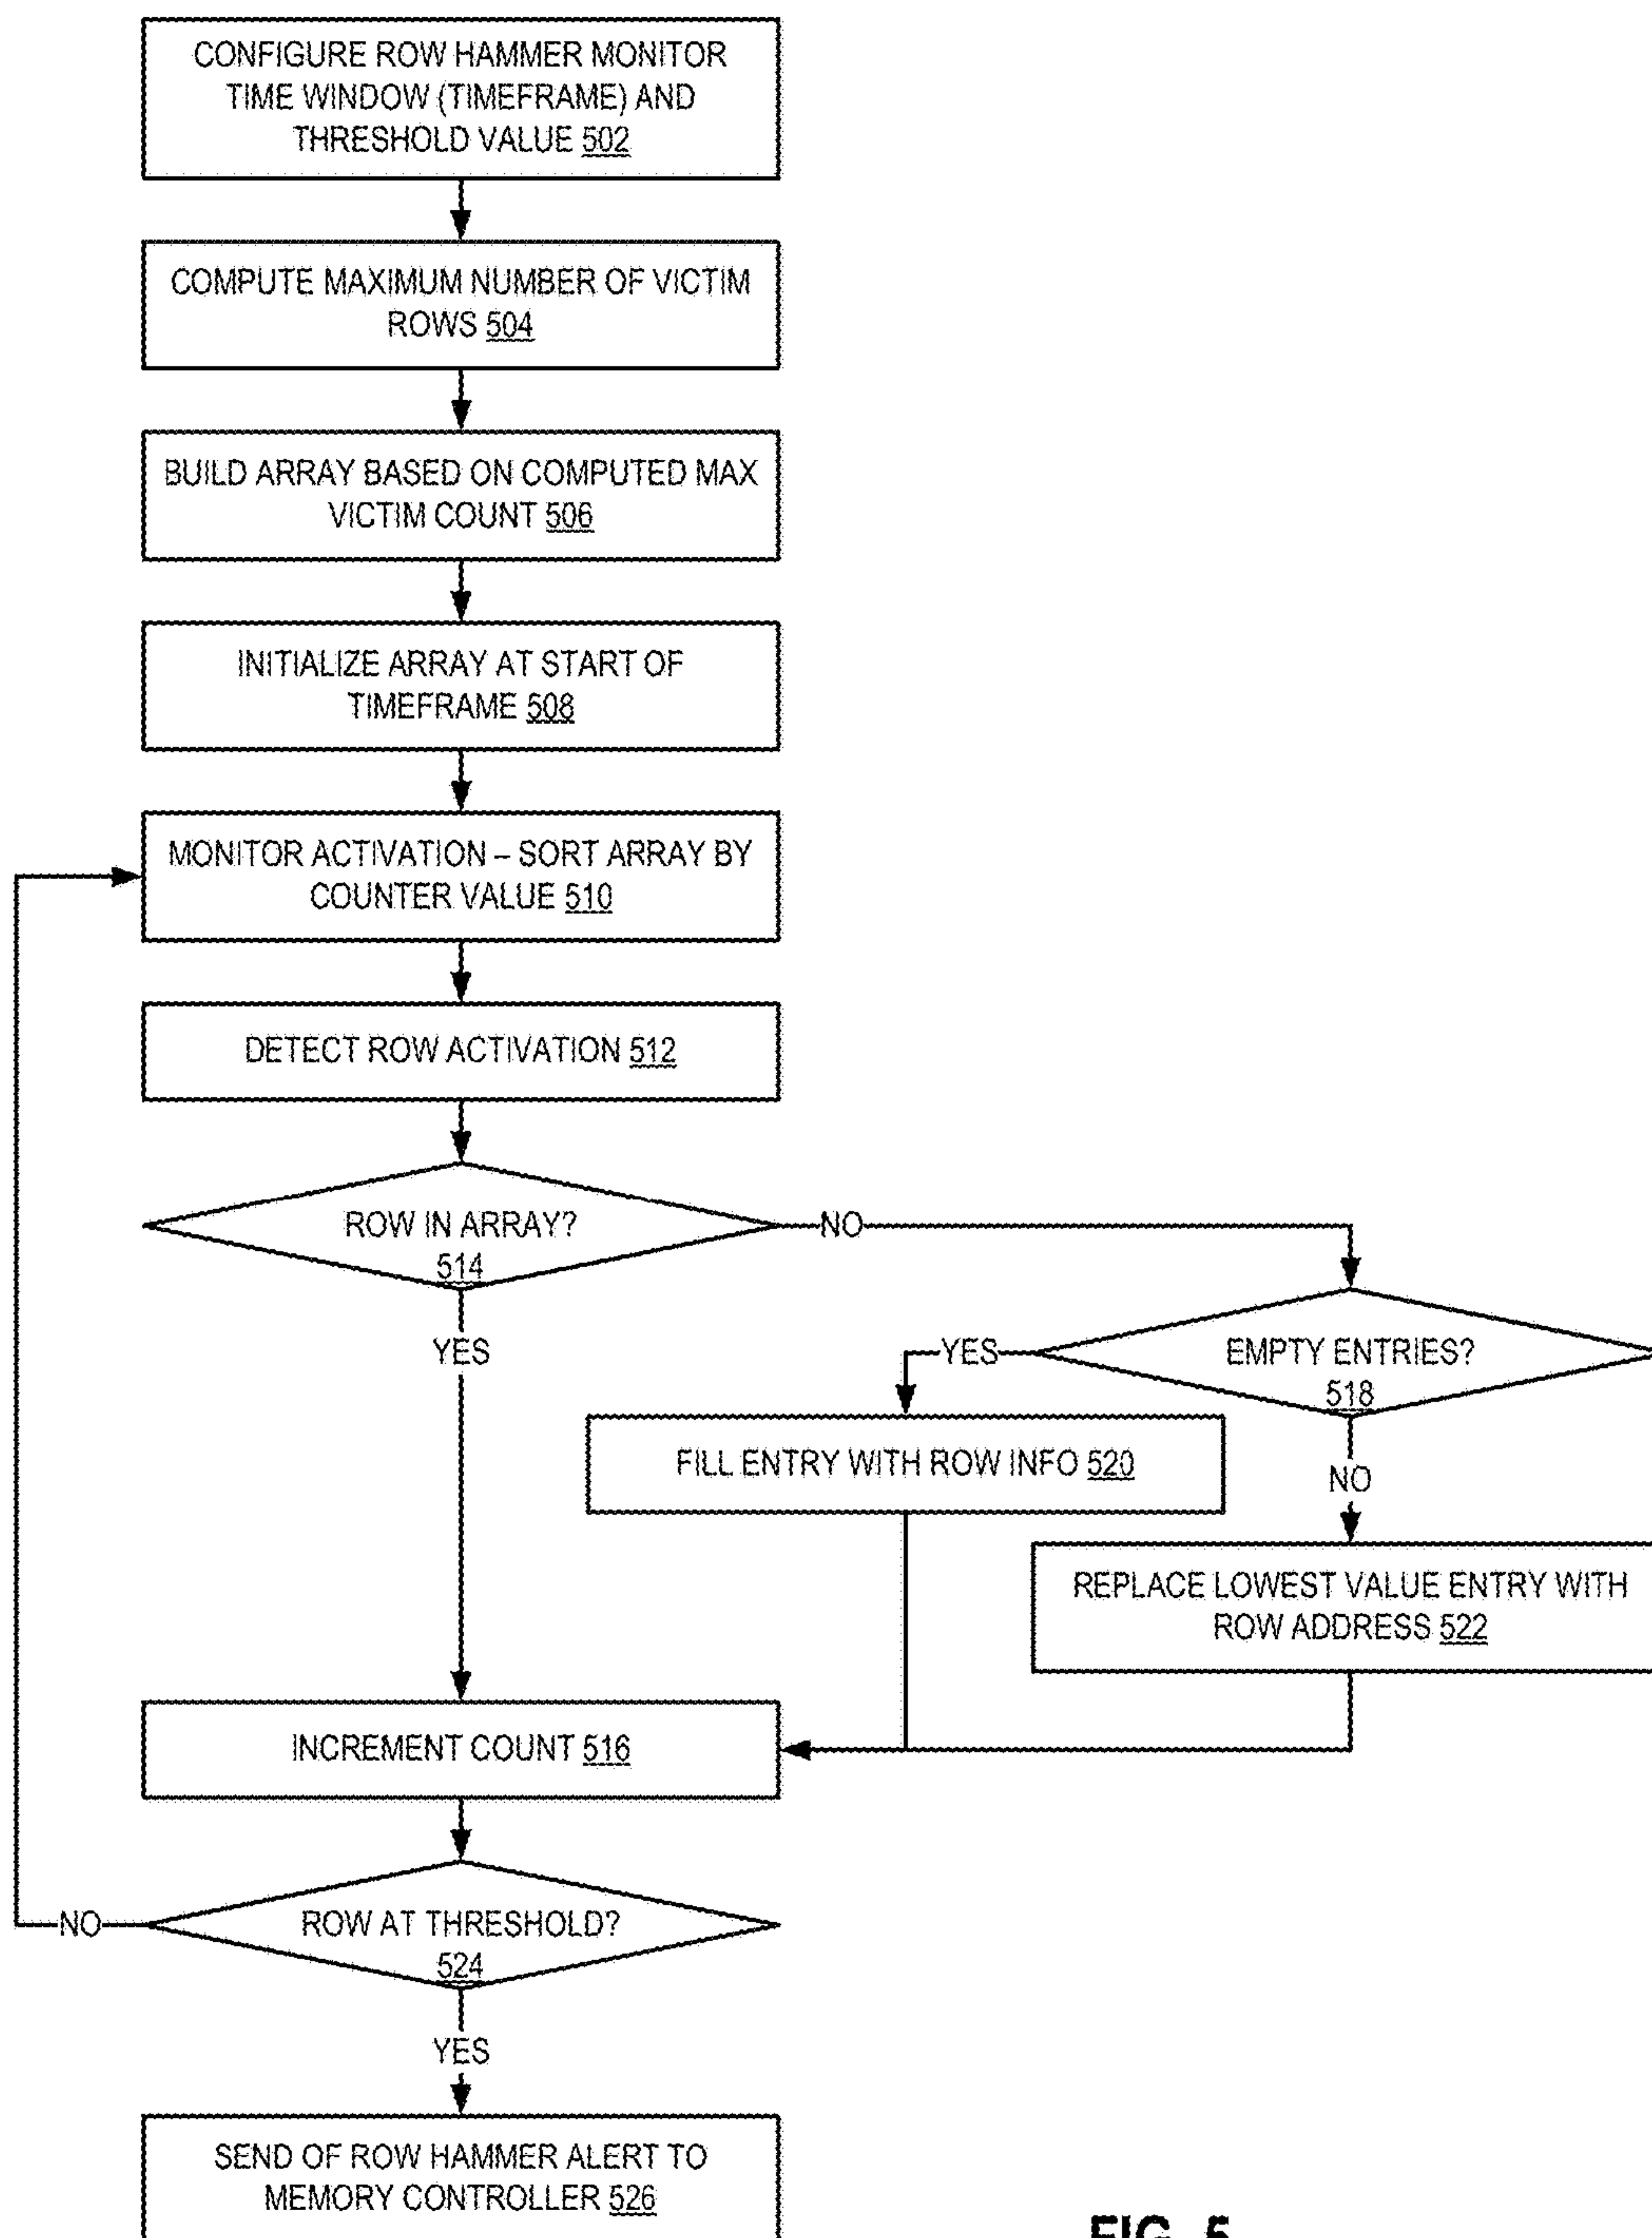 CONFIGURE ROW HAMMER MONITOR
TIME WINDOW (TIMEFRAME) AND
THRESHOLD VALUE 502
COMPUTE MAXIMUM NUMBER OF VICTIM
ROWS 504
BUILD ARRAY BASED ON COMPUTED MAX
VICTIM COUNT 506
INITIALIZE ARRAY AT START OF
TIMEFRAME 508
MONITOR ACTIVATION – SORT ARRAY BY
COUNTER VALUE 510
DETECT ROW ACTIVATION 512
ROW IN ARRAY?
514
NO
YES
EMPTY ENTRIES?
518
YES
NO
FILL ENTRY WITH ROW INFO 520
REPLACE LOWEST VALUE ENTRY WITH
ROW ADDRESS 522
INCREMENT COUNT 516
ROW AT THRESHOLD?
524
NO
YES
SEND OF ROW HAMMER ALERT TO
MEMORY CONTROLLER 526
FIG. 5